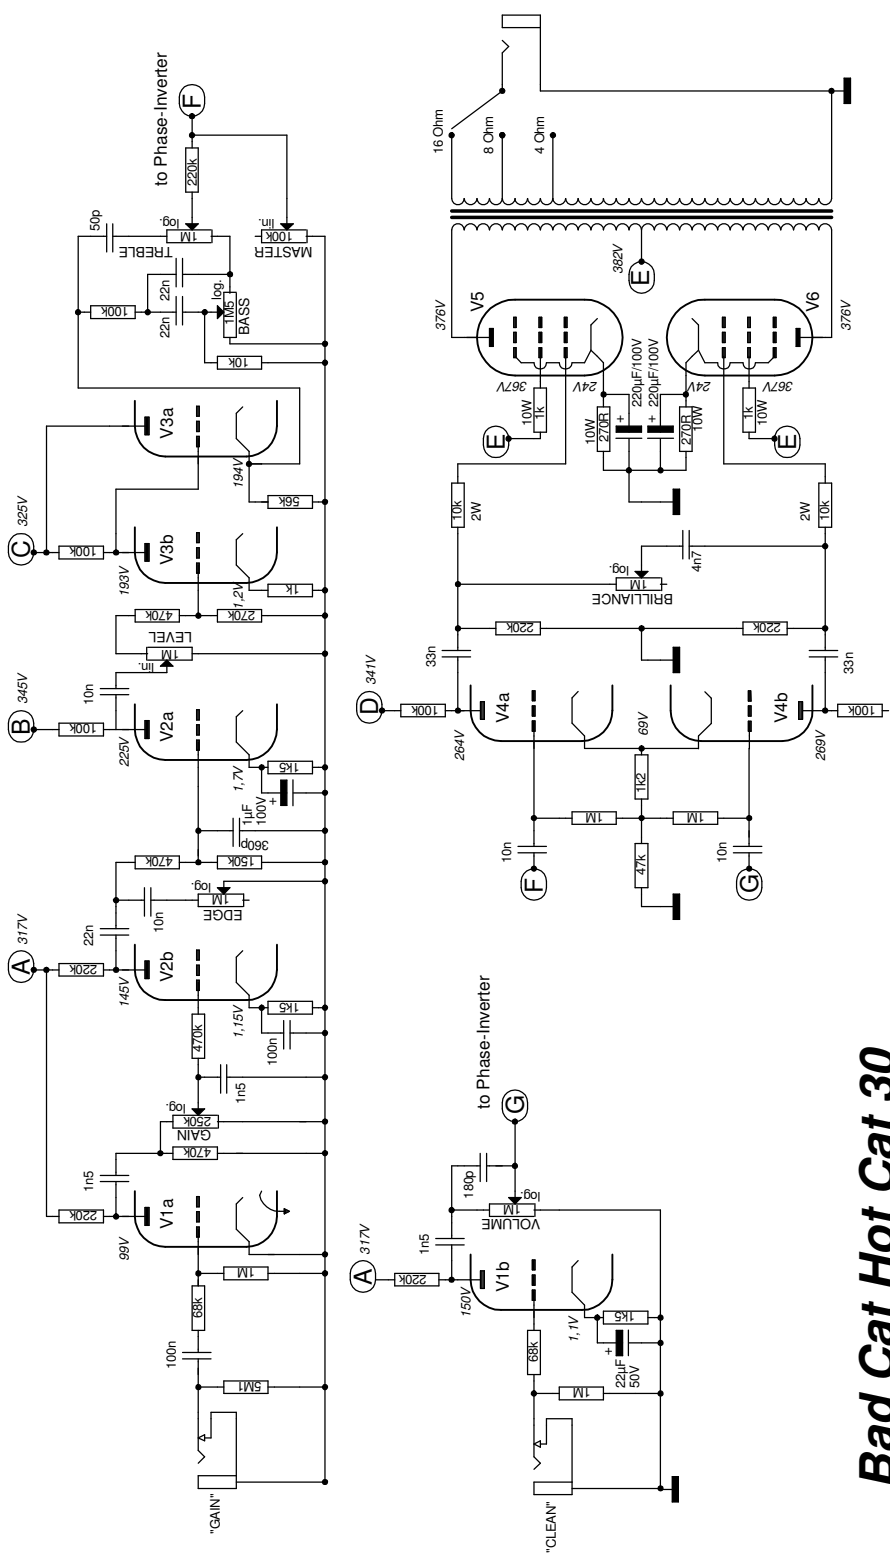 "GAIN"
5M1
100n
68k
1M
99V
220k
V1a
1n5
470k
250k
log.
GAIN
1n5
470k
A 317V
220k
145V
V2b
1,15V
100n
1k5
22n
10n
1M
log.
EDGE
470k
150k
360p
B 345V
100k
225V
V2a
1,7V
1µF
100V
+
1k5
10n
lin.
1M
LEVEL
470k
270k
C 325V
100k
193V
V3b
1,2V
1k
V3a
194V
56k
10k
100k
22n
22n
log.
1M5
BASS
50p
log.
1M
TREBLE
lin.
100k
MASTER
220k
to Phase-Inverter
F
"CLEAN"
1M
68k
A 317V
220k
150V
V1b
1,1V
+
22µF
50V
1k5
1n5
180p
1M
log.
VOLUME
to Phase-Inverter
G
F
10n
G
10n
1M
1M
47k
1k2
69V
D 341V
100k
264V
V4a
V4b
269V
100k
33n
33n
220k
220k
log.
1M
BRILLIANCE
4n7
10k
2W
10k
2W
E
10W
1k
367V
24V
10W
270R
+
220µF/100V
220µF/100V
+
270R
10W
24V
367V
1k
10W
E
376V
V5
V6
376V
382V
E
16 Ohm
8 Ohm
4 Ohm
Bad Cat Hot Cat 30